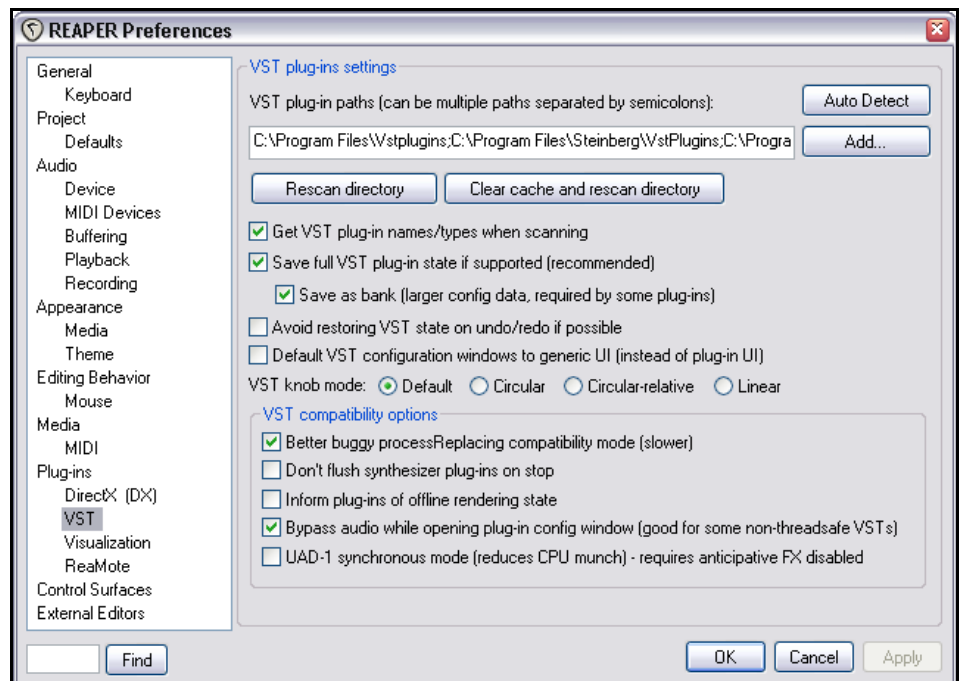 REAPER Preferences
General
Keyboard
Project
Defaults
Audio
Device
MIDI Devices
Buffering
Playback
Recording
Appearance
Media
Theme
Editing Behavior
Mouse
Media
MIDI
Plug-ins
DirectX (DX)
VST
Visualization
ReaMote
Control Surfaces
External Editors
Find
VST plug-ins settings
VST plug-in paths (can be multiple paths separated by semicolons):
Auto Detect
C:\Program Files\Vstplugins;C:\Program Files\Steinberg\VstPlugins;C:\Progra
Add...
Rescan directory
Clear cache and rescan directory
Get VST plug-in names/types when scanning
Save full VST plug-in state if supported (recommended)
Save as bank (larger config data, required by some plug-ins)
Avoid restoring VST state on undo/redo if possible
Default VST configuration windows to generic UI (instead of plug-in UI)
VST knob mode: Default Circular Circular-relative Linear
VST compatibility options
Better buggy processReplacing compatibility mode (slower)
Don't flush synthesizer plug-ins on stop
Inform plug-ins of offline rendering state
Bypass audio while opening plug-in config window (good for some non-threadsafe VSTs)
UAD-1 synchronous mode (reduces CPU munch) - requires anticipative FX disabled
OK
Cancel
Apply